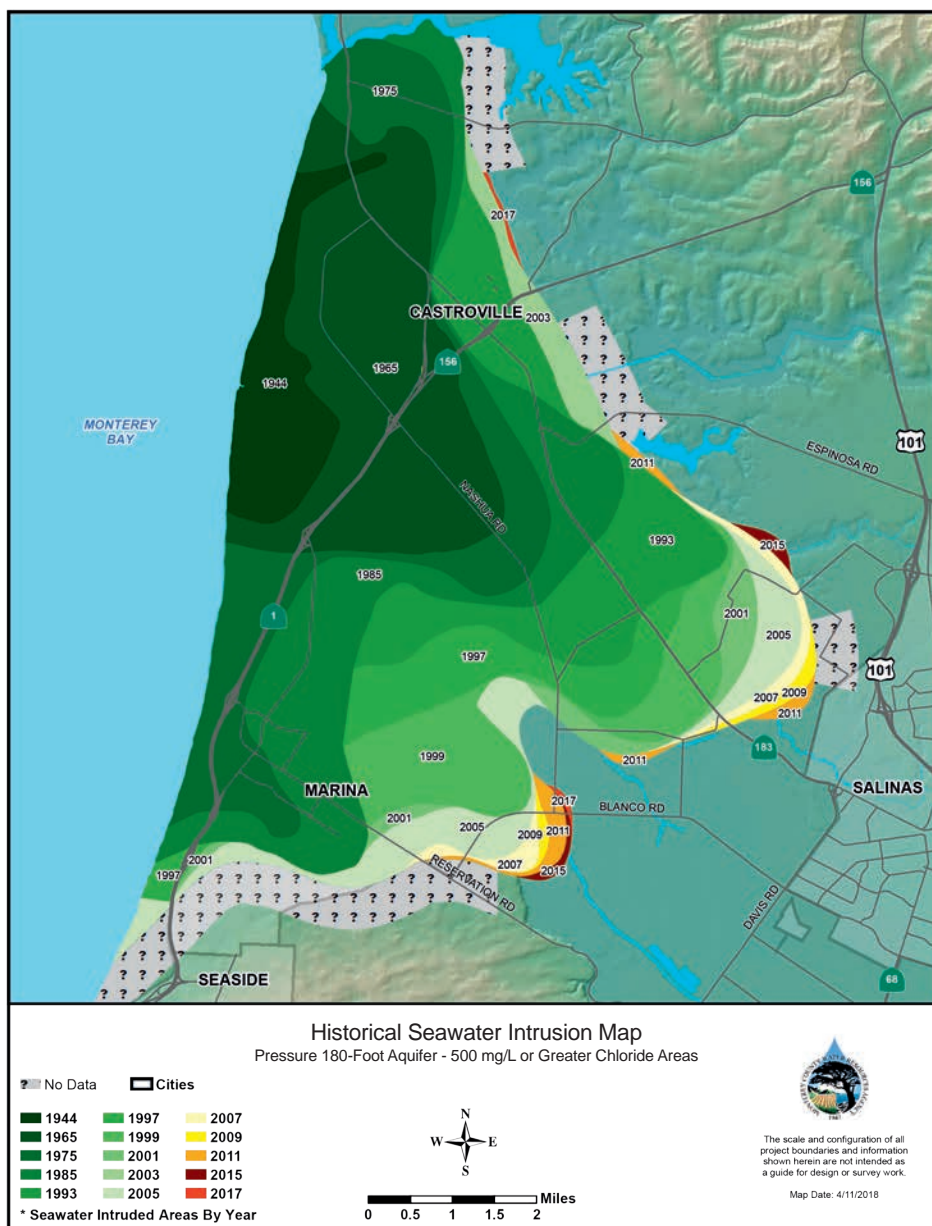 1975
156
2017
CASTROVILLE
2003
156
1965
1944
MONTEREY
BAY
101
ESPINOSA RD
2011
NASHUA RD
1993
2015
1985
1
2001
2005
1997
101
2007
2009
2011
183
1999
2011
MARINA
2017
BLANCO RD
SALINAS
2001
2005
2009
2011
2001
2007
2015
1997
RESERVATION RD
DAVIS RD
SEASIDE
68
Historical Seawater Intrusion Map
Pressure 180-Foot Aquifer - 500 mg/L or Greater Chloride Areas
? No Data
Cities
1944 1997 2007
1965 1999 2009
1975 2001 2011
1985 2003 2015
1993 2005 2017
* Seawater Intruded Areas By Year
N
W E
S
Miles
0 0.5 1 1.5 2
MONTEREY COUNTY WATER RESOURCES AGENCY
1947
The scale and configuration of all
project boundaries and information
shown herein are not intended as
a guide for design or survey work.
Map Date: 4/11/2018